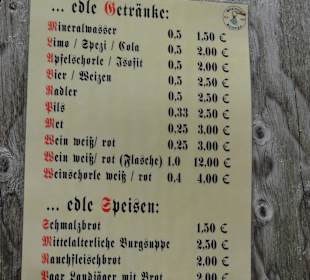 ... edle Getränke:
Mineralwasser 0,5 1,50 €
Limo / Spezi / Cola 0,5 2,00 €
Apfelschorle / Isofit 0,5 2,00 €
Bier / Weizen 0,5 2,50 €
Radler 0,5 2,50 €
Pils 0,33 2,50 €
Met 0,25 3,00 €
Wein weiß/ rot 0,25 3,00 €
Wein weiß/ rot (Flasche) 1,0 12,00 €
Weinschorle weiß/ rot 0,4 4,00 €
... edle Speisen:
Schmalzbrot 1,50 €
Mittelalterliche Burgsuppe 2,50 €
Rauchfleischbrot 2,00 €
Paar Landjäger mit Brot 2,00 €